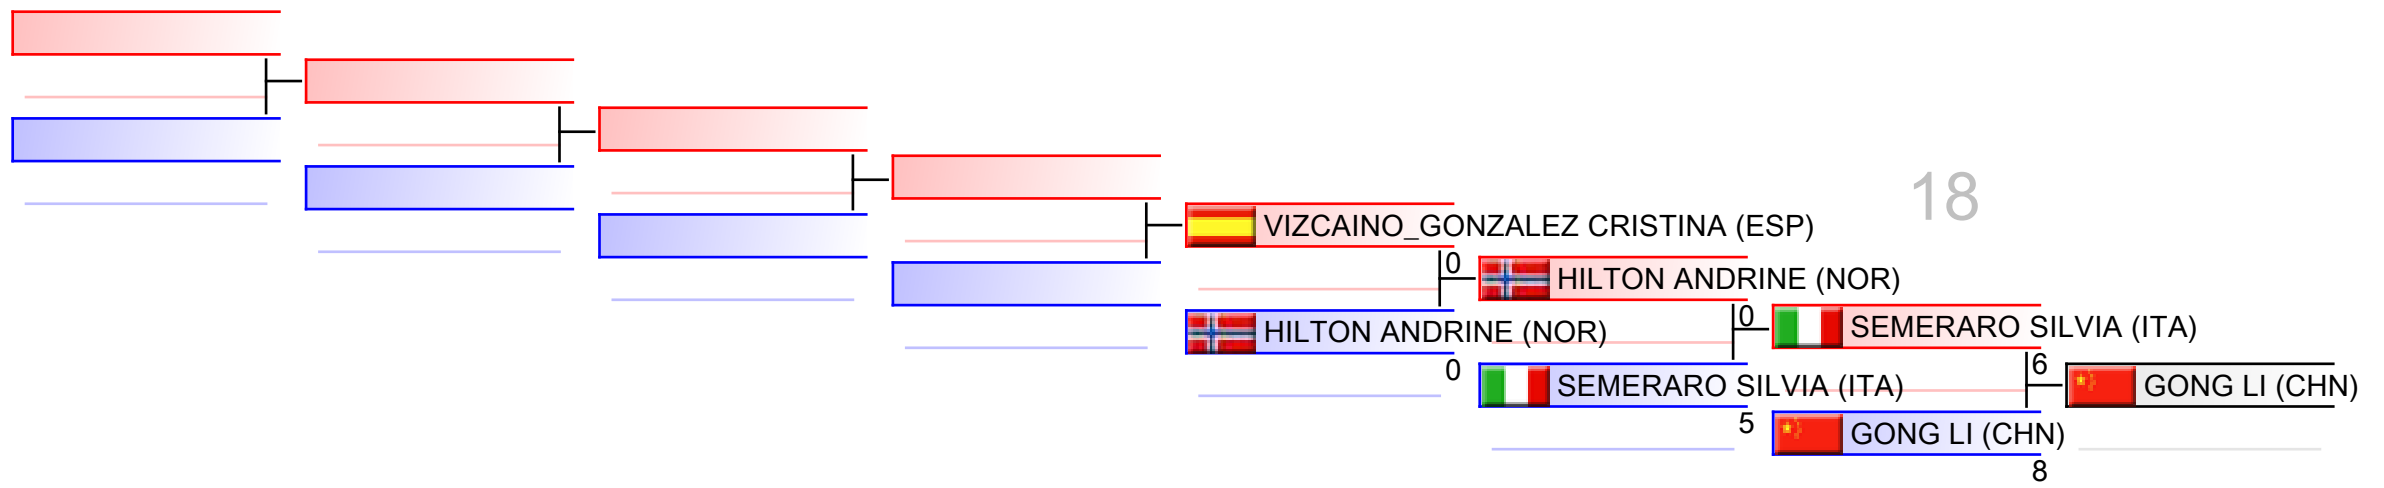 18
VIZCAINO_GONZALEZ CRISTINA (ESP)
0
HILTON ANDRINE (NOR)
HILTON ANDRINE (NOR)
0
0
SEMERARO SILVIA (ITA)
SEMERARO SILVIA (ITA)
5
6
GONG LI (CHN)
GONG LI (CHN)
8